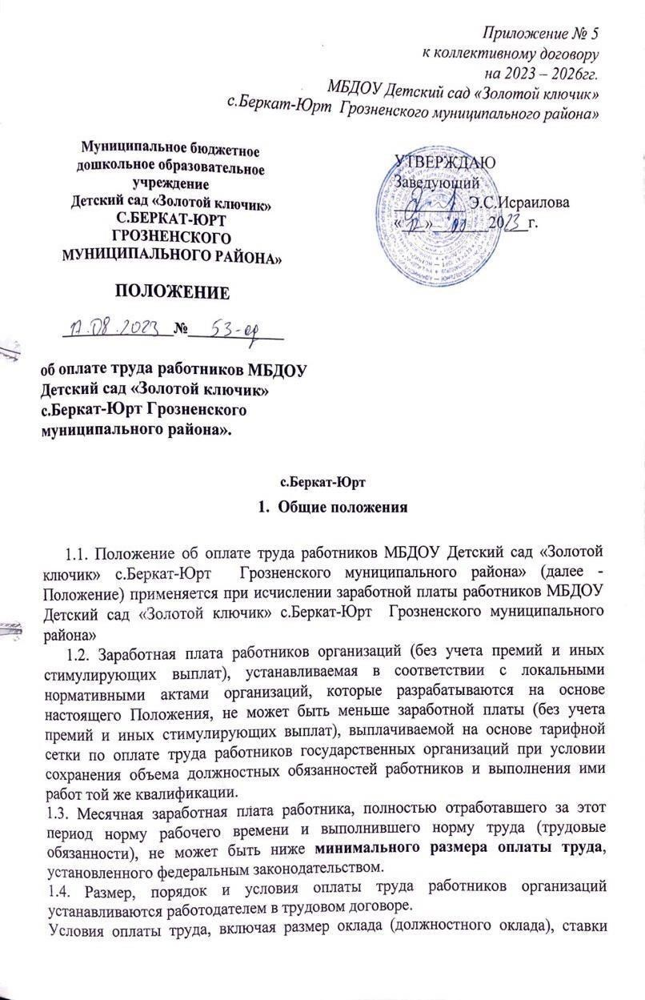 Приложение № 5
к коллективному договору
на 2023 – 2026гг.
МБДОУ Детский сад «Золотой ключик»
с.Беркат-Юрт Грозненского муниципального района»
Муниципальное бюджетное
дошкольное образовательное
учреждение
Детский сад «Золотой ключик»
С.БЕРКАТ-ЮРТ
ГРОЗНЕНСКОГО
МУНИЦИПАЛЬНОГО РАЙОНА»
ПОЛОЖЕНИЕ
17.08.2023 № 53-од
УТВЕРЖДАЮ
Заведующий
Э.С.Израилова
« » 2023 г.
об оплате труда работников МБДОУ
Детский сад «Золотой ключик»
с.Беркат-Юрт Грозненского
муниципального района».
с.Беркат-Юрт
1. Общие положения
1.1. Положение об оплате труда работников МБДОУ Детский сад «Золотой
ключик» с.Беркат-Юрт Грозненского муниципального района» (далее -
Положение) применяется при исчислении заработной платы работников МБДОУ
Детский сад «Золотой ключик» с.Беркат-Юрт Грозненского муниципального
района»
1.2. Заработная плата работников организаций (без учета премий и иных
стимулирующих выплат), устанавливаемая в соответствии с локальными
нормативными актами организаций, которые разрабатываются на основе
настоящего Положения, не может быть меньше заработной платы (без учета
премий и иных стимулирующих выплат), выплачиваемой на основе тарифной
сетки по оплате труда работников государственных организаций при условии
сохранения объема должностных обязанностей работников и выполнения ими
работ той же квалификации.
1.3. Месячная заработная плата работника, полностью отработавшего за этот
период норму рабочего времени и выполнившего норму труда (трудовые
обязанности), не может быть ниже минимального размера оплаты труда,
установленного федеральным законодательством.
1.4. Размер, порядок и условия оплаты труда работников организаций
устанавливаются работодателем в трудовом договоре.
Условия оплаты труда, включая размер оклада (должностного оклада), ставки